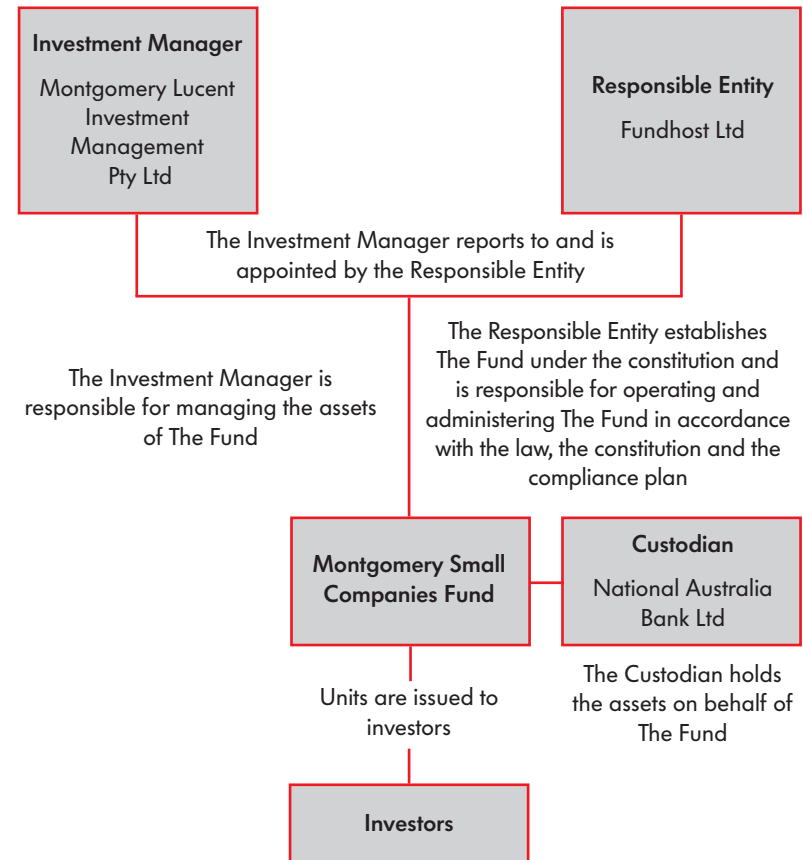 Investment Manager
Montgomery Lucent
Investment
Management
Pty Ltd
Responsible Entity
Fundhost Ltd
The Investment Manager reports to and is
appointed by the Responsible Entity
The Investment Manager is
responsible for managing the assets
of The Fund
The Responsible Entity establishes
The Fund under the constitution and
is responsible for operating and
administering The Fund in accordance
with the law, the constitution and the
compliance plan
Montgomery Small
Companies Fund
Custodian
National Australia
Bank Ltd
The Custodian holds
the assets on behalf of
The Fund
Units are issued to
investors
Investors